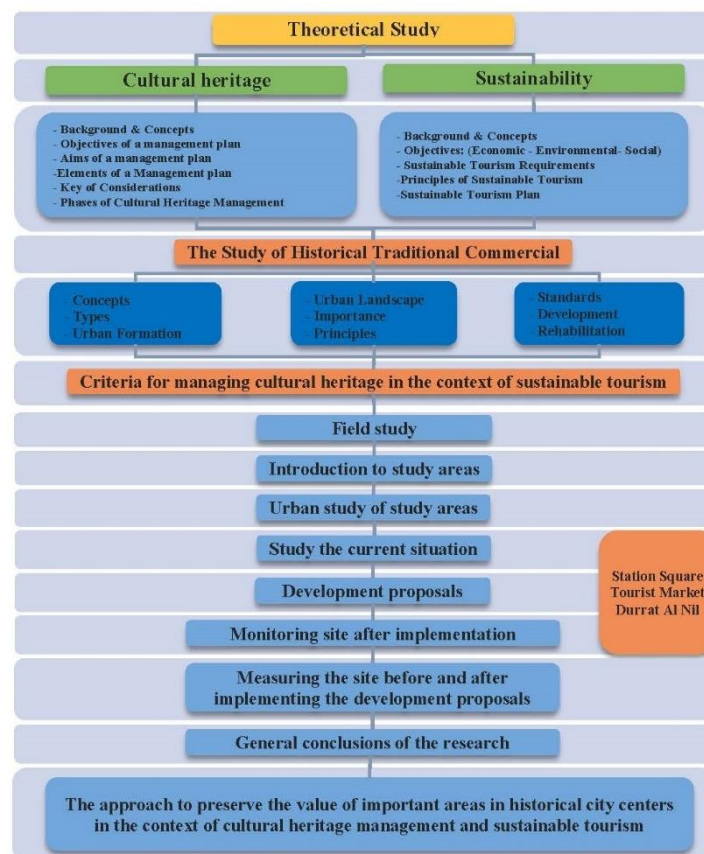 Theoretical Study
Cultural heritage
Sustainability
- Background & Concepts
- Objectives of a management plan
- Aims of a management plan
-Elements of a Management plan
- Key of Considerations
- Phases of Cultural Heritage Management
- Background & Concepts
- Objectives: (Economic - Environmental- Social)
- Sustainable Tourism Requirements
-Principles of Sustainable Tourism
-Sustainable Tourism Plan
The Study of Historical Traditional Commercial
- Concepts
- Types
- Urban Formation
- Urban Landscape
- Importance
- Principles
- Standards
- Development
- Rehabilitation
Criteria for managing cultural heritage in the context of sustainable tourism
Field study
Introduction to study areas
Urban study of study areas
Study the current situation
Development proposals
Station Square
Tourist Market
Durrat Al Nil
Monitoring site after implementation
Measuring the site before and after
implementing the development proposals
General conclusions of the research
The approach to preserve the value of important areas in historical city centers
in the context of cultural heritage management and sustainable tourism